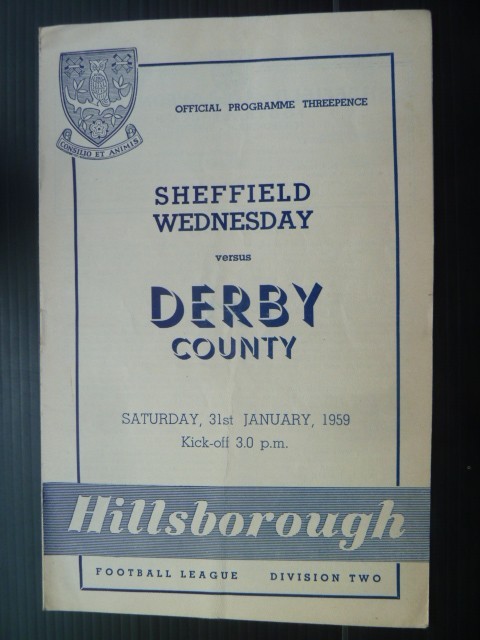 CONSILIO ET ANIMIS
OFFICIAL PROGRAMME THREEPENCE
SHEFFIELD
WEDNESDAY
versus
DERBY
COUNTY
SATURDAY, 31st JANUARY, 1959
Kick-off 3.0 p.m.
Hillsborough
FOOTBALL LEAGUE DIVISION TWO